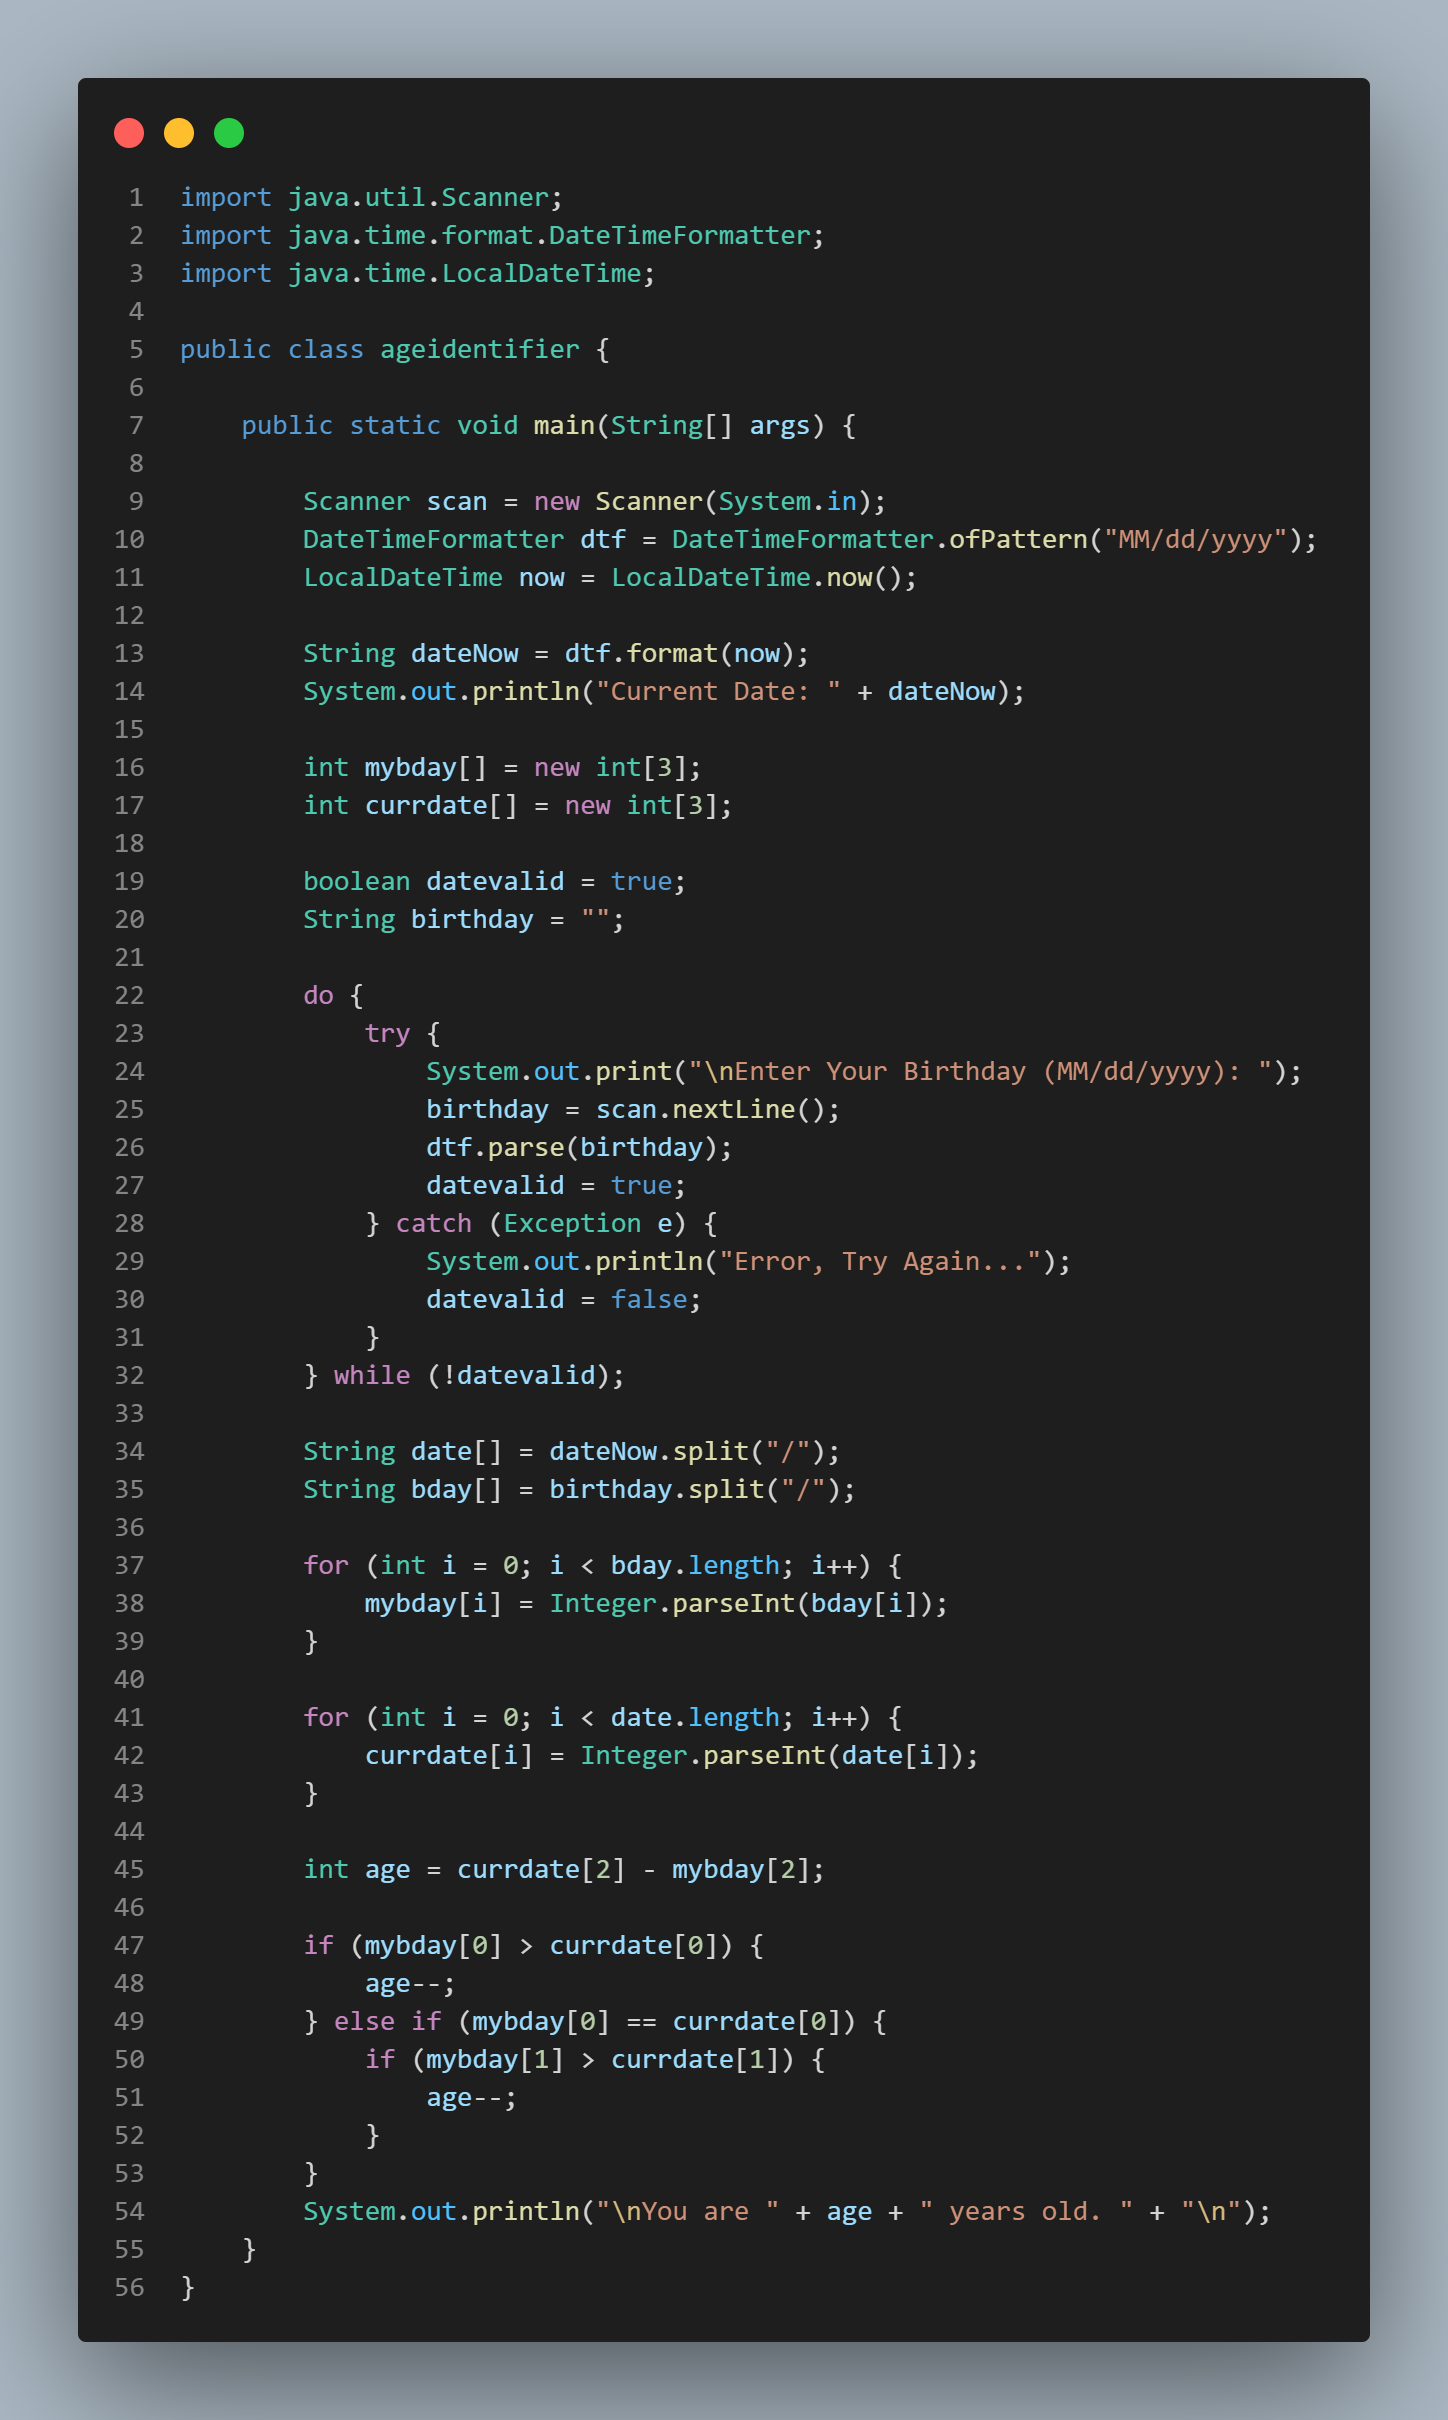 1 import java.util.Scanner;
2 import java.time.format.DateTimeFormatter;
3 import java.time.LocalDateTime;
4
5 public class ageidentifier {
6
7     public static void main(String[] args) {
8
9         Scanner scan = new Scanner(System.in);
10         DateTimeFormatter dtf = DateTimeFormatter.ofPattern("MM/dd/yyyy");
11         LocalDateTime now = LocalDateTime.now();
12
13         String dateNow = dtf.format(now);
14         System.out.println("Current Date: " + dateNow);
15
16         int mybday[] = new int[3];
17         int currdate[] = new int[3];
18
19         boolean datevalid = true;
20         String birthday = "";
21
22         do {
23             try {
24                 System.out.print("\nEnter Your Birthday (MM/dd/yyyy): ");
25                 birthday = scan.nextLine();
26                 dtf.parse(birthday);
27                 datevalid = true;
28             } catch (Exception e) {
29                 System.out.println("Error, Try Again...");
30                 datevalid = false;
31             }
32         } while (!datevalid);
33
34         String date[] = dateNow.split("/");
35         String bday[] = birthday.split("/");
36
37         for (int i = 0; i < bday.length; i++) {
38             mybday[i] = Integer.parseInt(bday[i]);
39         }
40
41         for (int i = 0; i < date.length; i++) {
42             currdate[i] = Integer.parseInt(date[i]);
43         }
44
45         int age = currdate[2] - mybday[2];
46
47         if (mybday[0] > currdate[0]) {
48             age--;
49         } else if (mybday[0] == currdate[0]) {
50             if (mybday[1] > currdate[1]) {
51                 age--;
52             }
53         }
54         System.out.println("\nYou are " + age + " years old. " + "\n");
55     }
56 }